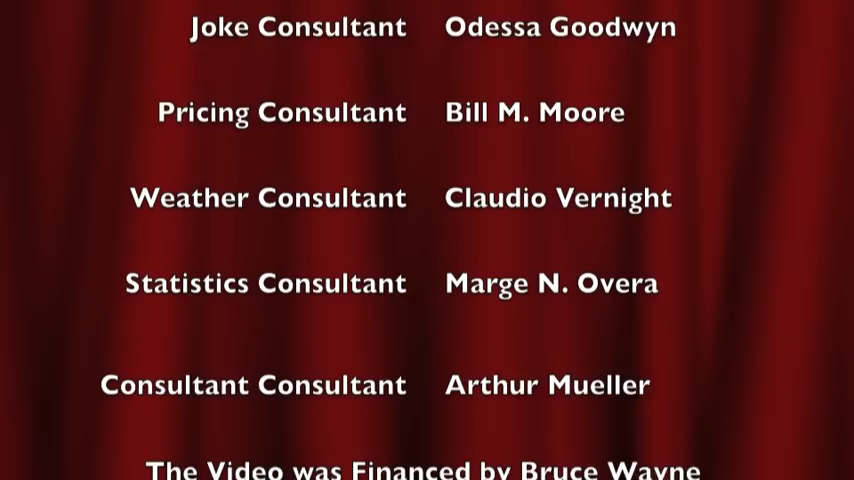 Joke Consultant Odessa Goodwyn
Pricing Consultant Bill M. Moore
Weather Consultant Claudio Vernight
Statistics Consultant Marge N. Overa
Consultant Consultant Arthur Mueller
The Video was Financed by Bruce Wayne